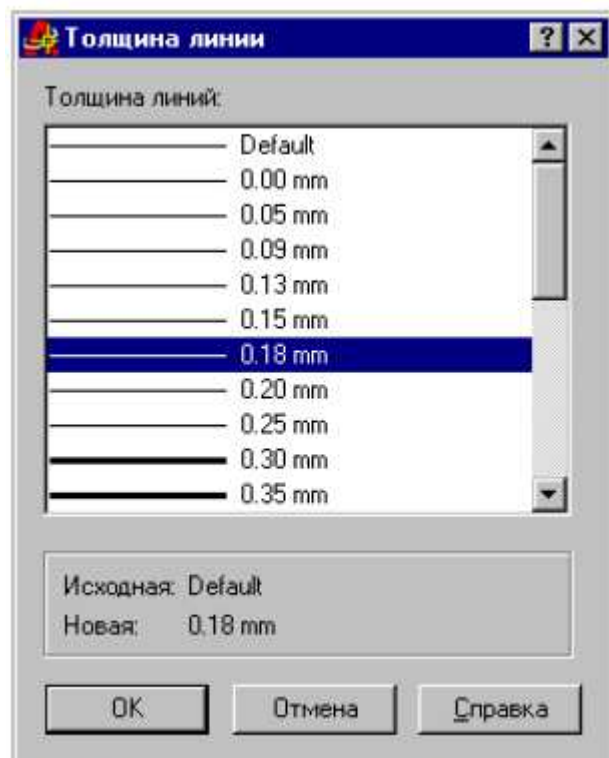 Толщина линии
Толщина линий:
Default
0.00 mm
0.05 mm
0.09 mm
0.13 mm
0.15 mm
0.18 mm
0.20 mm
0.25 mm
0.30 mm
0.35 mm
Исходная: Default
Новая: 0.18 mm
OK Отмена Справка